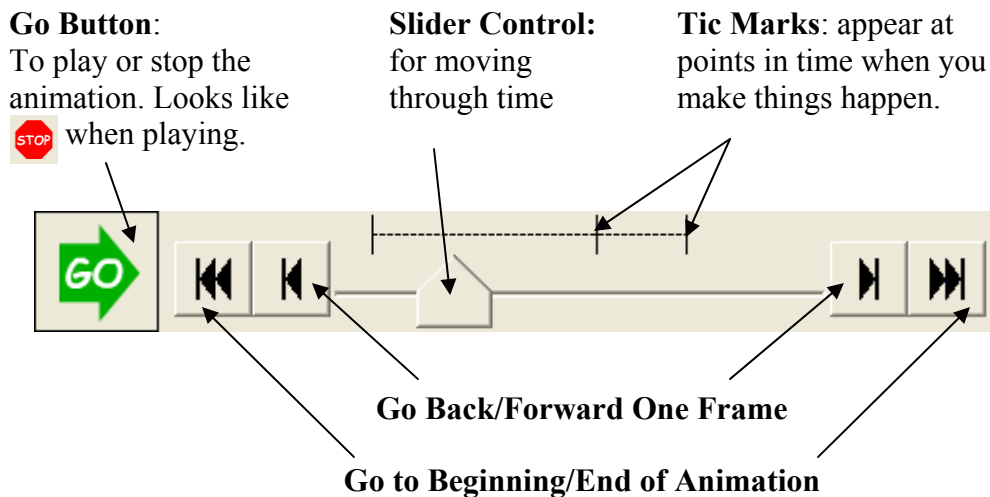 Go Button:
To play or stop the
animation. Looks like
STOP when playing.
Slider Control:
for moving
through time
Tic Marks: appear at
points in time when you
make things happen.
GO
Go Back/Forward One Frame
Go to Beginning/End of Animation